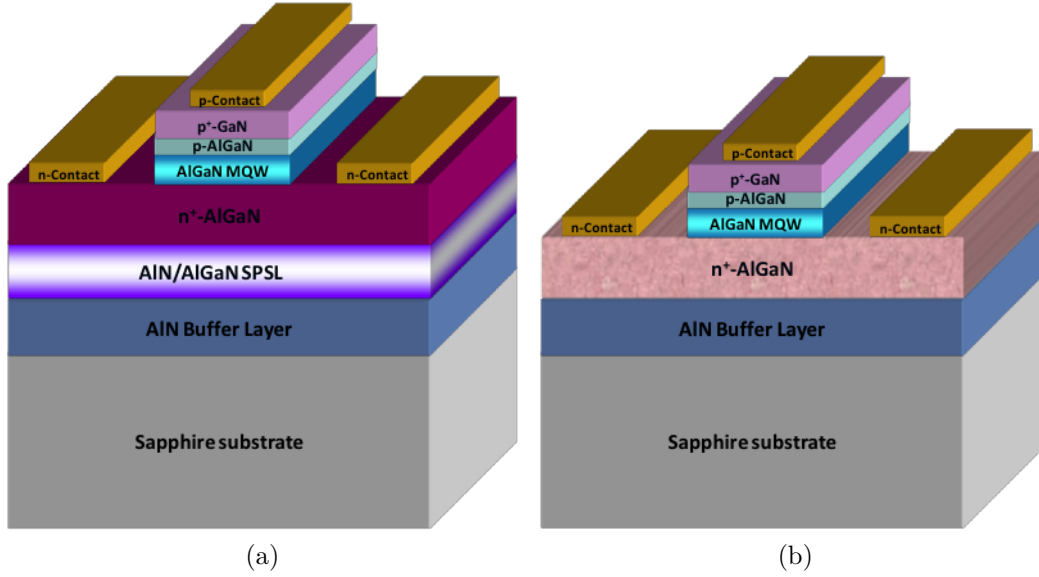 p-Contact
p⁺-GaN
p-AlGaN
n-Contact
AlGaN MQW
n-Contact
n⁺-AlGaN
AlN/AlGaN SPSL
AlN Buffer Layer
Sapphire substrate
(a)
p-Contact
p⁺-GaN
p-AlGaN
n-Contact
AlGaN MQW
n-Contact
n⁺-AlGaN
AlN Buffer Layer
Sapphire substrate
(b)